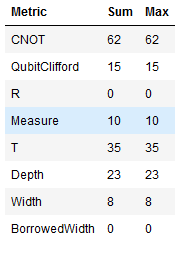 Metric Sum Max
CNOT 62 62
QubitClifford 15 15
R 0 0
Measure 10 10
T 35 35
Depth 23 23
Width 8 8
BorrowedWidth 0 0